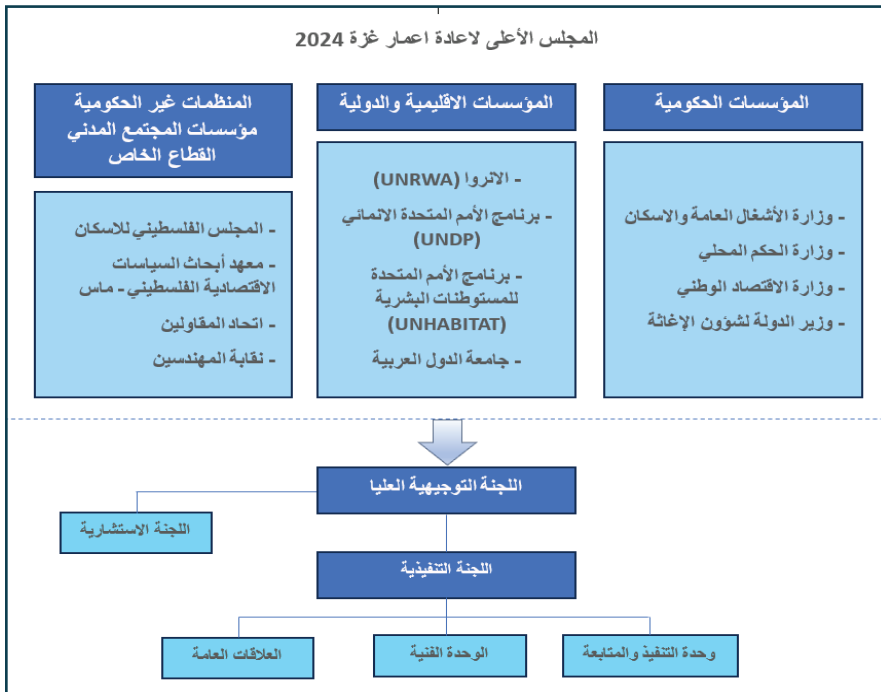 المجلس الأعلى لاعادة اعمار غزة 2024
المؤسسات الحكومية
- وزارة الأشغال العامة والاسكان
- وزارة الحكم المحلي
- وزارة الاقتصاد الوطني
- وزير الدولة لشؤون الإغاثة
المؤسسات الاقليمية والدولية
- الانروا (UNRWA)
- برنامج الأمم المتحدة الانمائي
(UNDP)
- برنامج الأمم المتحدة
للمستوطنات البشرية
(UNHABITAT)
- جامعة الدول العربية
المنظمات غير الحكومية
مؤسسات المجتمع المدني
القطاع الخاص
- المجلس الفلسطيني للاسكان
- معهد أبحاث السياسات
الاقتصادية الفلسطيني - ماس
- اتحاد المقاولين
- نقابة المهندسين
اللجنة التوجيهية العليا
اللجنة الاستشارية
اللجنة التنفيذية
وحدة التنفيذ والمتابعة
الوحدة الفنية
العلاقات العامة